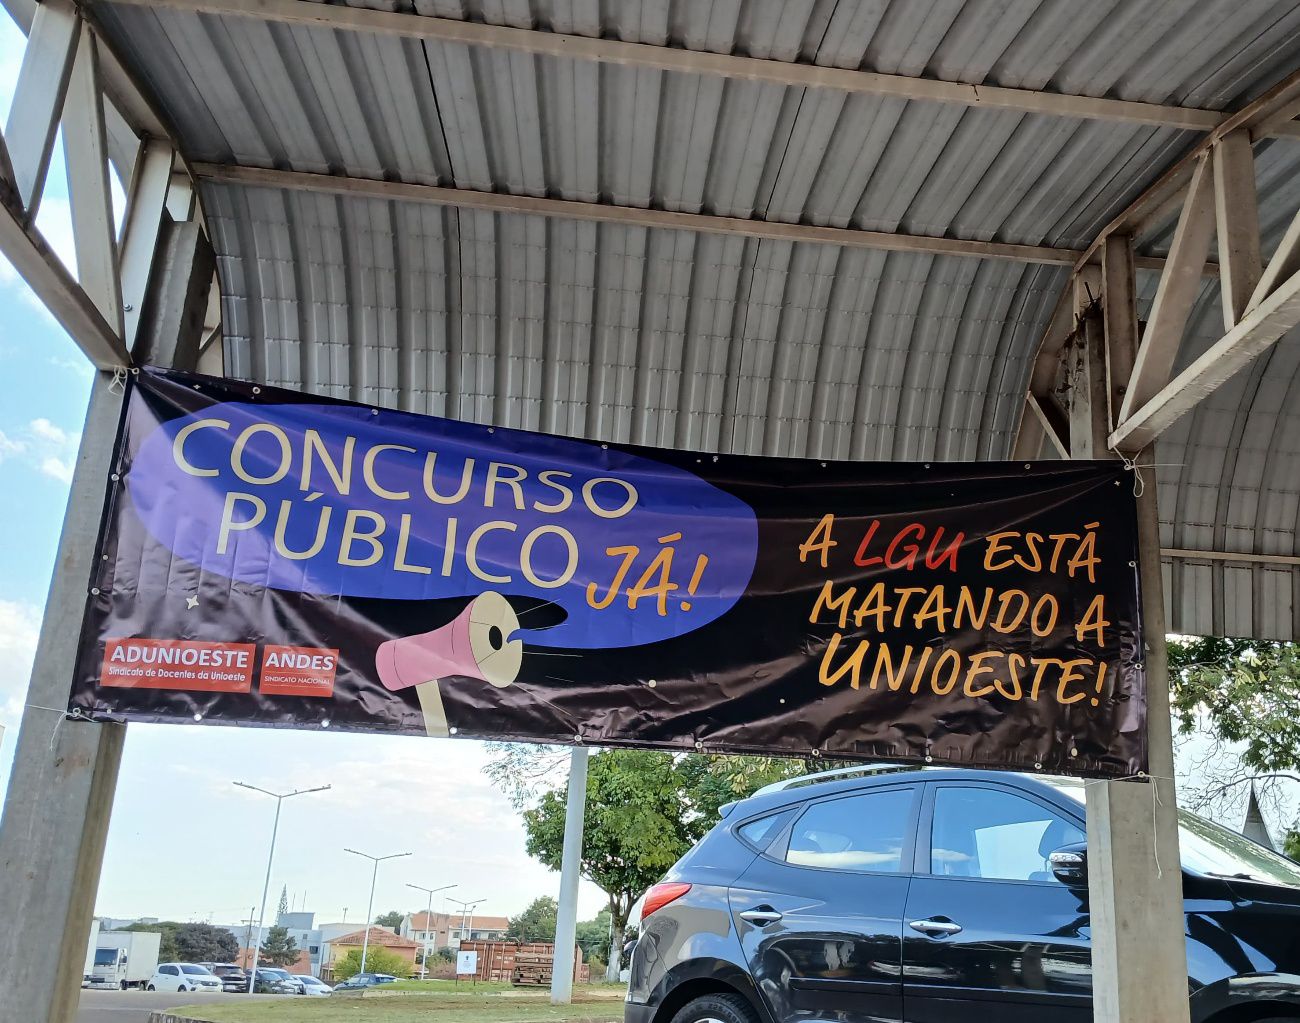 CONCURSO
PÚBLICO JÁ!
A LGU ESTÁ
MATANDO A
UNIOESTE!
ADUNIOESTE
Sindicato de Docentes da Unioeste
ANDES
SINDICATO NACIONAL